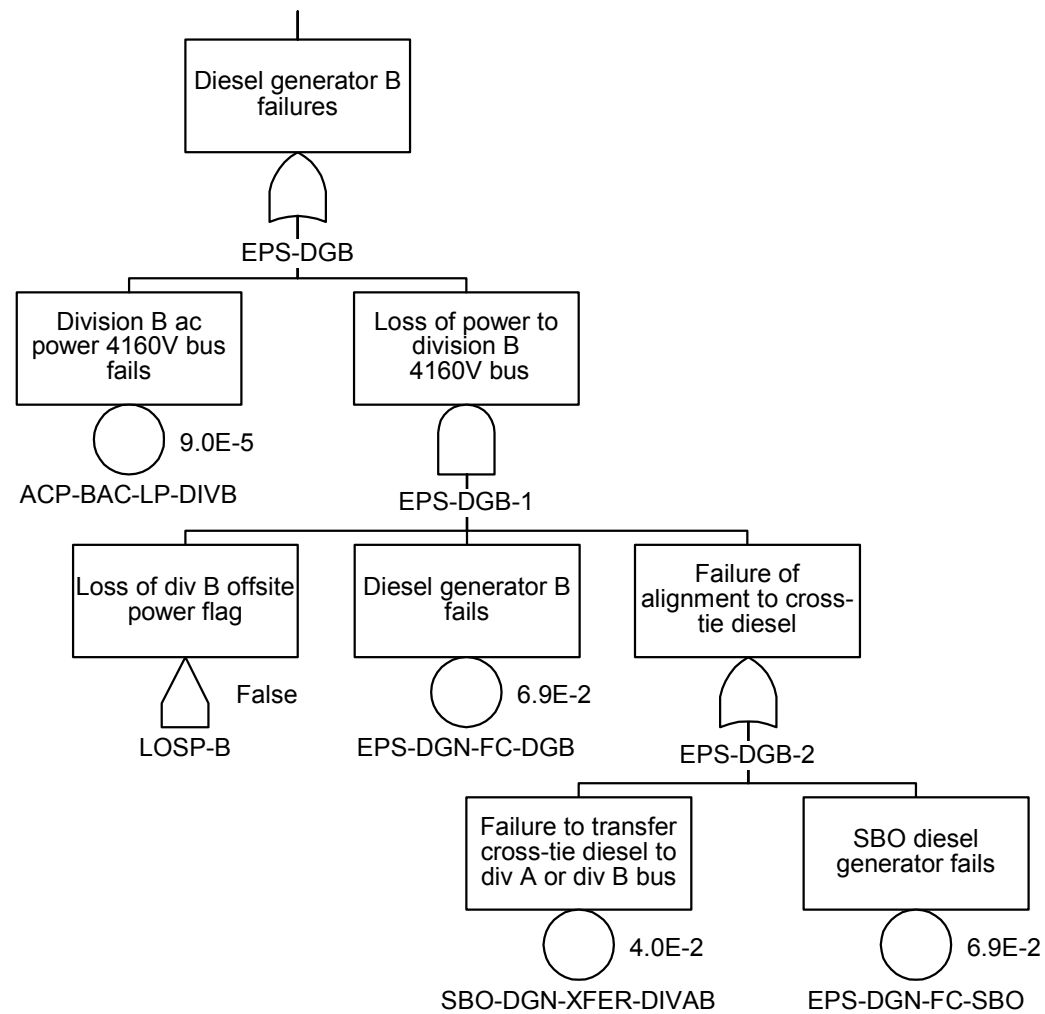 Diesel generator B
failures
EPS-DGB
Division B ac
power 4160V bus
fails
9.0E-5
ACP-BAC-LP-DIVB
Loss of power to
division B
4160V bus
EPS-DGB-1
Loss of div B offsite
power flag
False
LOSP-B
Diesel generator B
fails
6.9E-2
EPS-DGN-FC-DGB
Failure of
alignment to cross-
tie diesel
EPS-DGB-2
Failure to transfer
cross-tie diesel to
div A or div B bus
4.0E-2
SBO-DGN-XFER-DIVAB
SBO diesel
generator fails
6.9E-2
EPS-DGN-FC-SBO